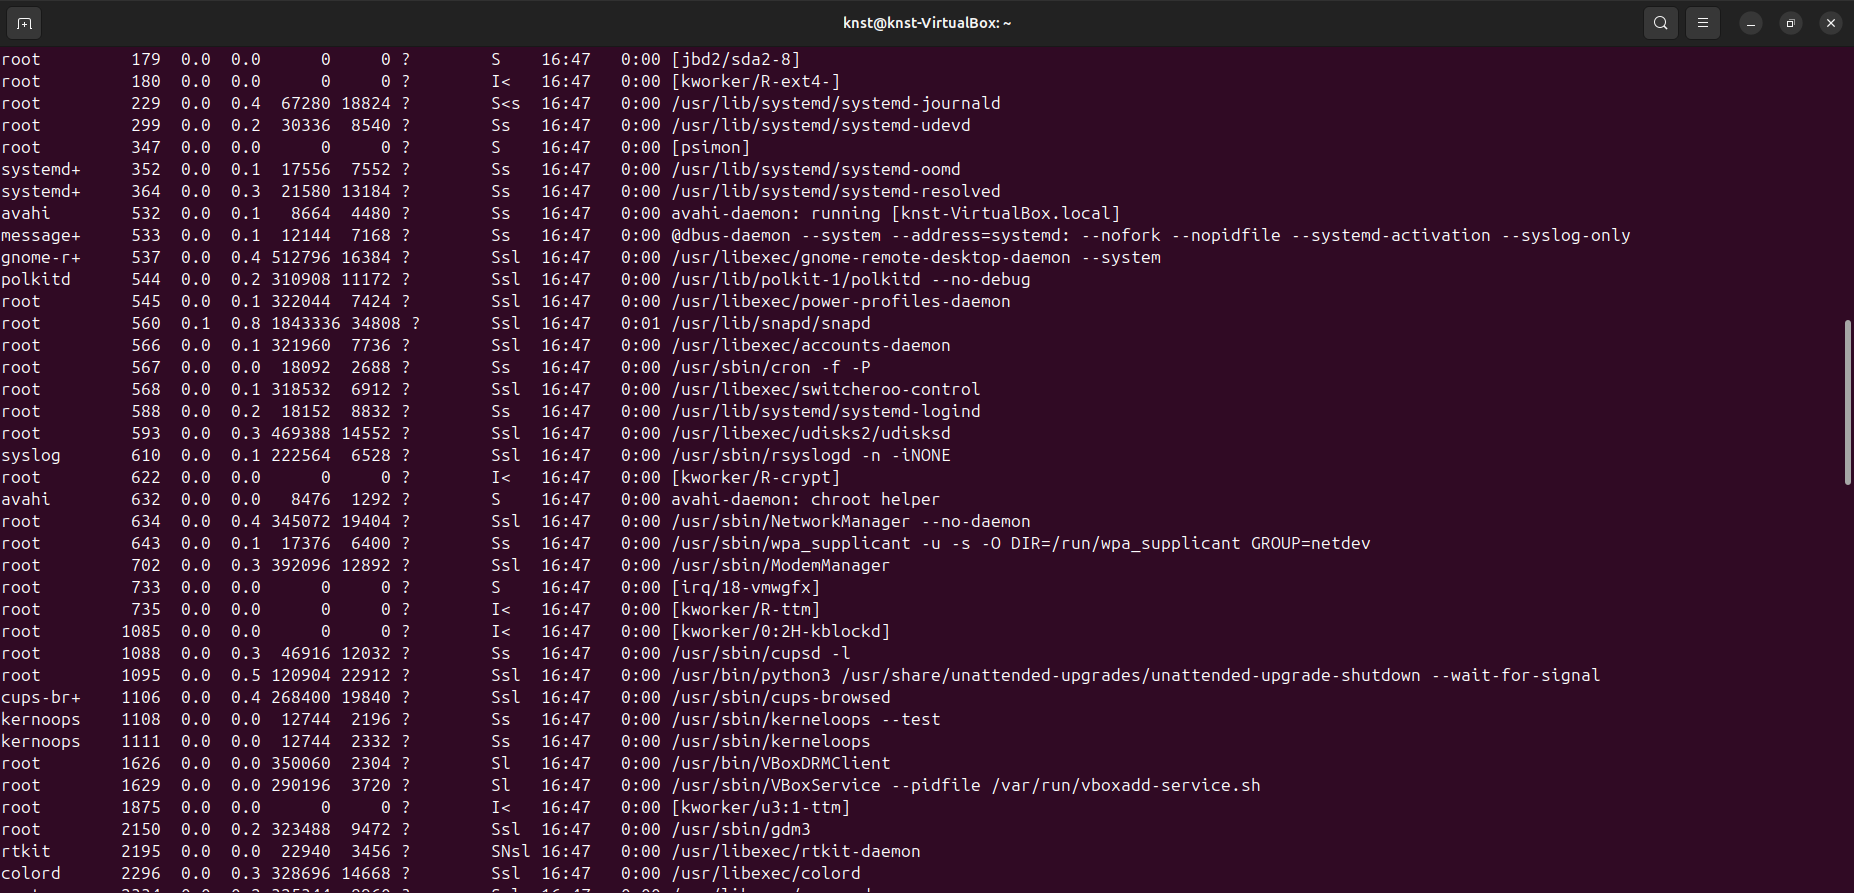 knst@knst-VirtualBox: ~
root 179 0.0 0.0 0 0 ? S 16:47 0:00 [jbd2/sda2-8]
root 180 0.0 0.0 0 0 ? I< 16:47 0:00 [kworker/R-ext4-]
root 229 0.0 0.4 67280 18824 ? S<s 16:47 0:00 /usr/lib/systemd/systemd-journald
root 299 0.0 0.2 30336 8540 ? Ss 16:47 0:00 /usr/lib/systemd/systemd-udevd
root 347 0.0 0.0 0 0 ? S 16:47 0:00 [psimon]
systemd+ 352 0.0 0.1 17556 7552 ? Ss 16:47 0:00 /usr/lib/systemd/systemd-oomd
systemd+ 364 0.0 0.3 21580 13184 ? Ss 16:47 0:00 /usr/lib/systemd/systemd-resolved
avahi 532 0.0 0.1 8664 4480 ? Ss 16:47 0:00 avahi-daemon: running [knst-VirtualBox.local]
message+ 533 0.0 0.1 12144 7168 ? Ss 16:47 0:00 @dbus-daemon --system --address=systemd: --nofork --nopidfile --systemd-activation --syslog-only
gnome-r+ 537 0.0 0.4 512796 16384 ? Ssl 16:47 0:00 /usr/libexec/gnome-remote-desktop-daemon --system
polkitd 544 0.0 0.2 310908 11172 ? Ssl 16:47 0:00 /usr/lib/polkit-1/polkitd --no-debug
root 545 0.0 0.1 322044 7424 ? Ssl 16:47 0:00 /usr/libexec/power-profiles-daemon
root 560 0.1 0.8 1843336 34808 ? Ssl 16:47 0:01 /usr/lib/snapd/snapd
root 566 0.0 0.1 321960 7736 ? Ssl 16:47 0:00 /usr/libexec/accounts-daemon
root 567 0.0 0.0 18092 2688 ? Ss 16:47 0:00 /usr/sbin/cron -f -P
root 568 0.0 0.1 318532 6912 ? Ssl 16:47 0:00 /usr/libexec/switcheroo-control
root 588 0.0 0.2 18152 8832 ? Ss 16:47 0:00 /usr/lib/systemd/systemd-logind
root 593 0.0 0.3 469388 14552 ? Ssl 16:47 0:00 /usr/libexec/udisks2/udisksd
syslog 610 0.0 0.1 222564 6528 ? Ssl 16:47 0:00 /usr/sbin/rsyslogd -n -iNONE
root 622 0.0 0.0 0 0 ? I< 16:47 0:00 [kworker/R-crypt]
avahi 632 0.0 0.0 8476 1292 ? S 16:47 0:00 avahi-daemon: chroot helper
root 634 0.0 0.4 345072 19404 ? Ssl 16:47 0:00 /usr/sbin/NetworkManager --no-daemon
root 643 0.0 0.1 17376 6400 ? Ss 16:47 0:00 /usr/sbin/wpa_supplicant -u -s -O DIR=/run/wpa_supplicant GROUP=netdev
root 702 0.0 0.3 392096 12892 ? Ssl 16:47 0:00 /usr/sbin/ModemManager
root 733 0.0 0.0 0 0 ? S 16:47 0:00 [irq/18-vmwgfx]
root 735 0.0 0.0 0 0 ? I< 16:47 0:00 [kworker/R-ttm]
root 1085 0.0 0.0 0 0 ? I< 16:47 0:00 [kworker/0:2H-kblockd]
root 1088 0.0 0.3 46916 12032 ? Ss 16:47 0:00 /usr/sbin/cupsd -l
root 1095 0.0 0.5 120904 22912 ? Ssl 16:47 0:00 /usr/bin/python3 /usr/share/unattended-upgrades/unattended-upgrade-shutdown --wait-for-signal
cups-br+ 1106 0.0 0.4 268400 19840 ? Ssl 16:47 0:00 /usr/sbin/cups-browsed
kernoops 1108 0.0 0.0 12744 2196 ? Ss 16:47 0:00 /usr/sbin/kerneloops --test
kernoops 1111 0.0 0.0 12744 2332 ? Ss 16:47 0:00 /usr/sbin/kerneloops
root 1626 0.0 0.0 350060 2304 ? Sl 16:47 0:00 /usr/bin/VBoxDRMClient
root 1629 0.0 0.0 290196 3720 ? Sl 16:47 0:00 /usr/sbin/VBoxService --pidfile /var/run/vboxadd-service.sh
root 1875 0.0 0.0 0 0 ? I< 16:47 0:00 [kworker/u3:1-ttm]
root 2150 0.0 0.2 323488 9472 ? Ssl 16:47 0:00 /usr/sbin/gdm3
rtkit 2195 0.0 0.0 22940 3456 ? SNsl 16:47 0:00 /usr/libexec/rtkit-daemon
colord 2296 0.0 0.3 328696 14668 ? Ssl 16:47 0:00 /usr/libexec/colord